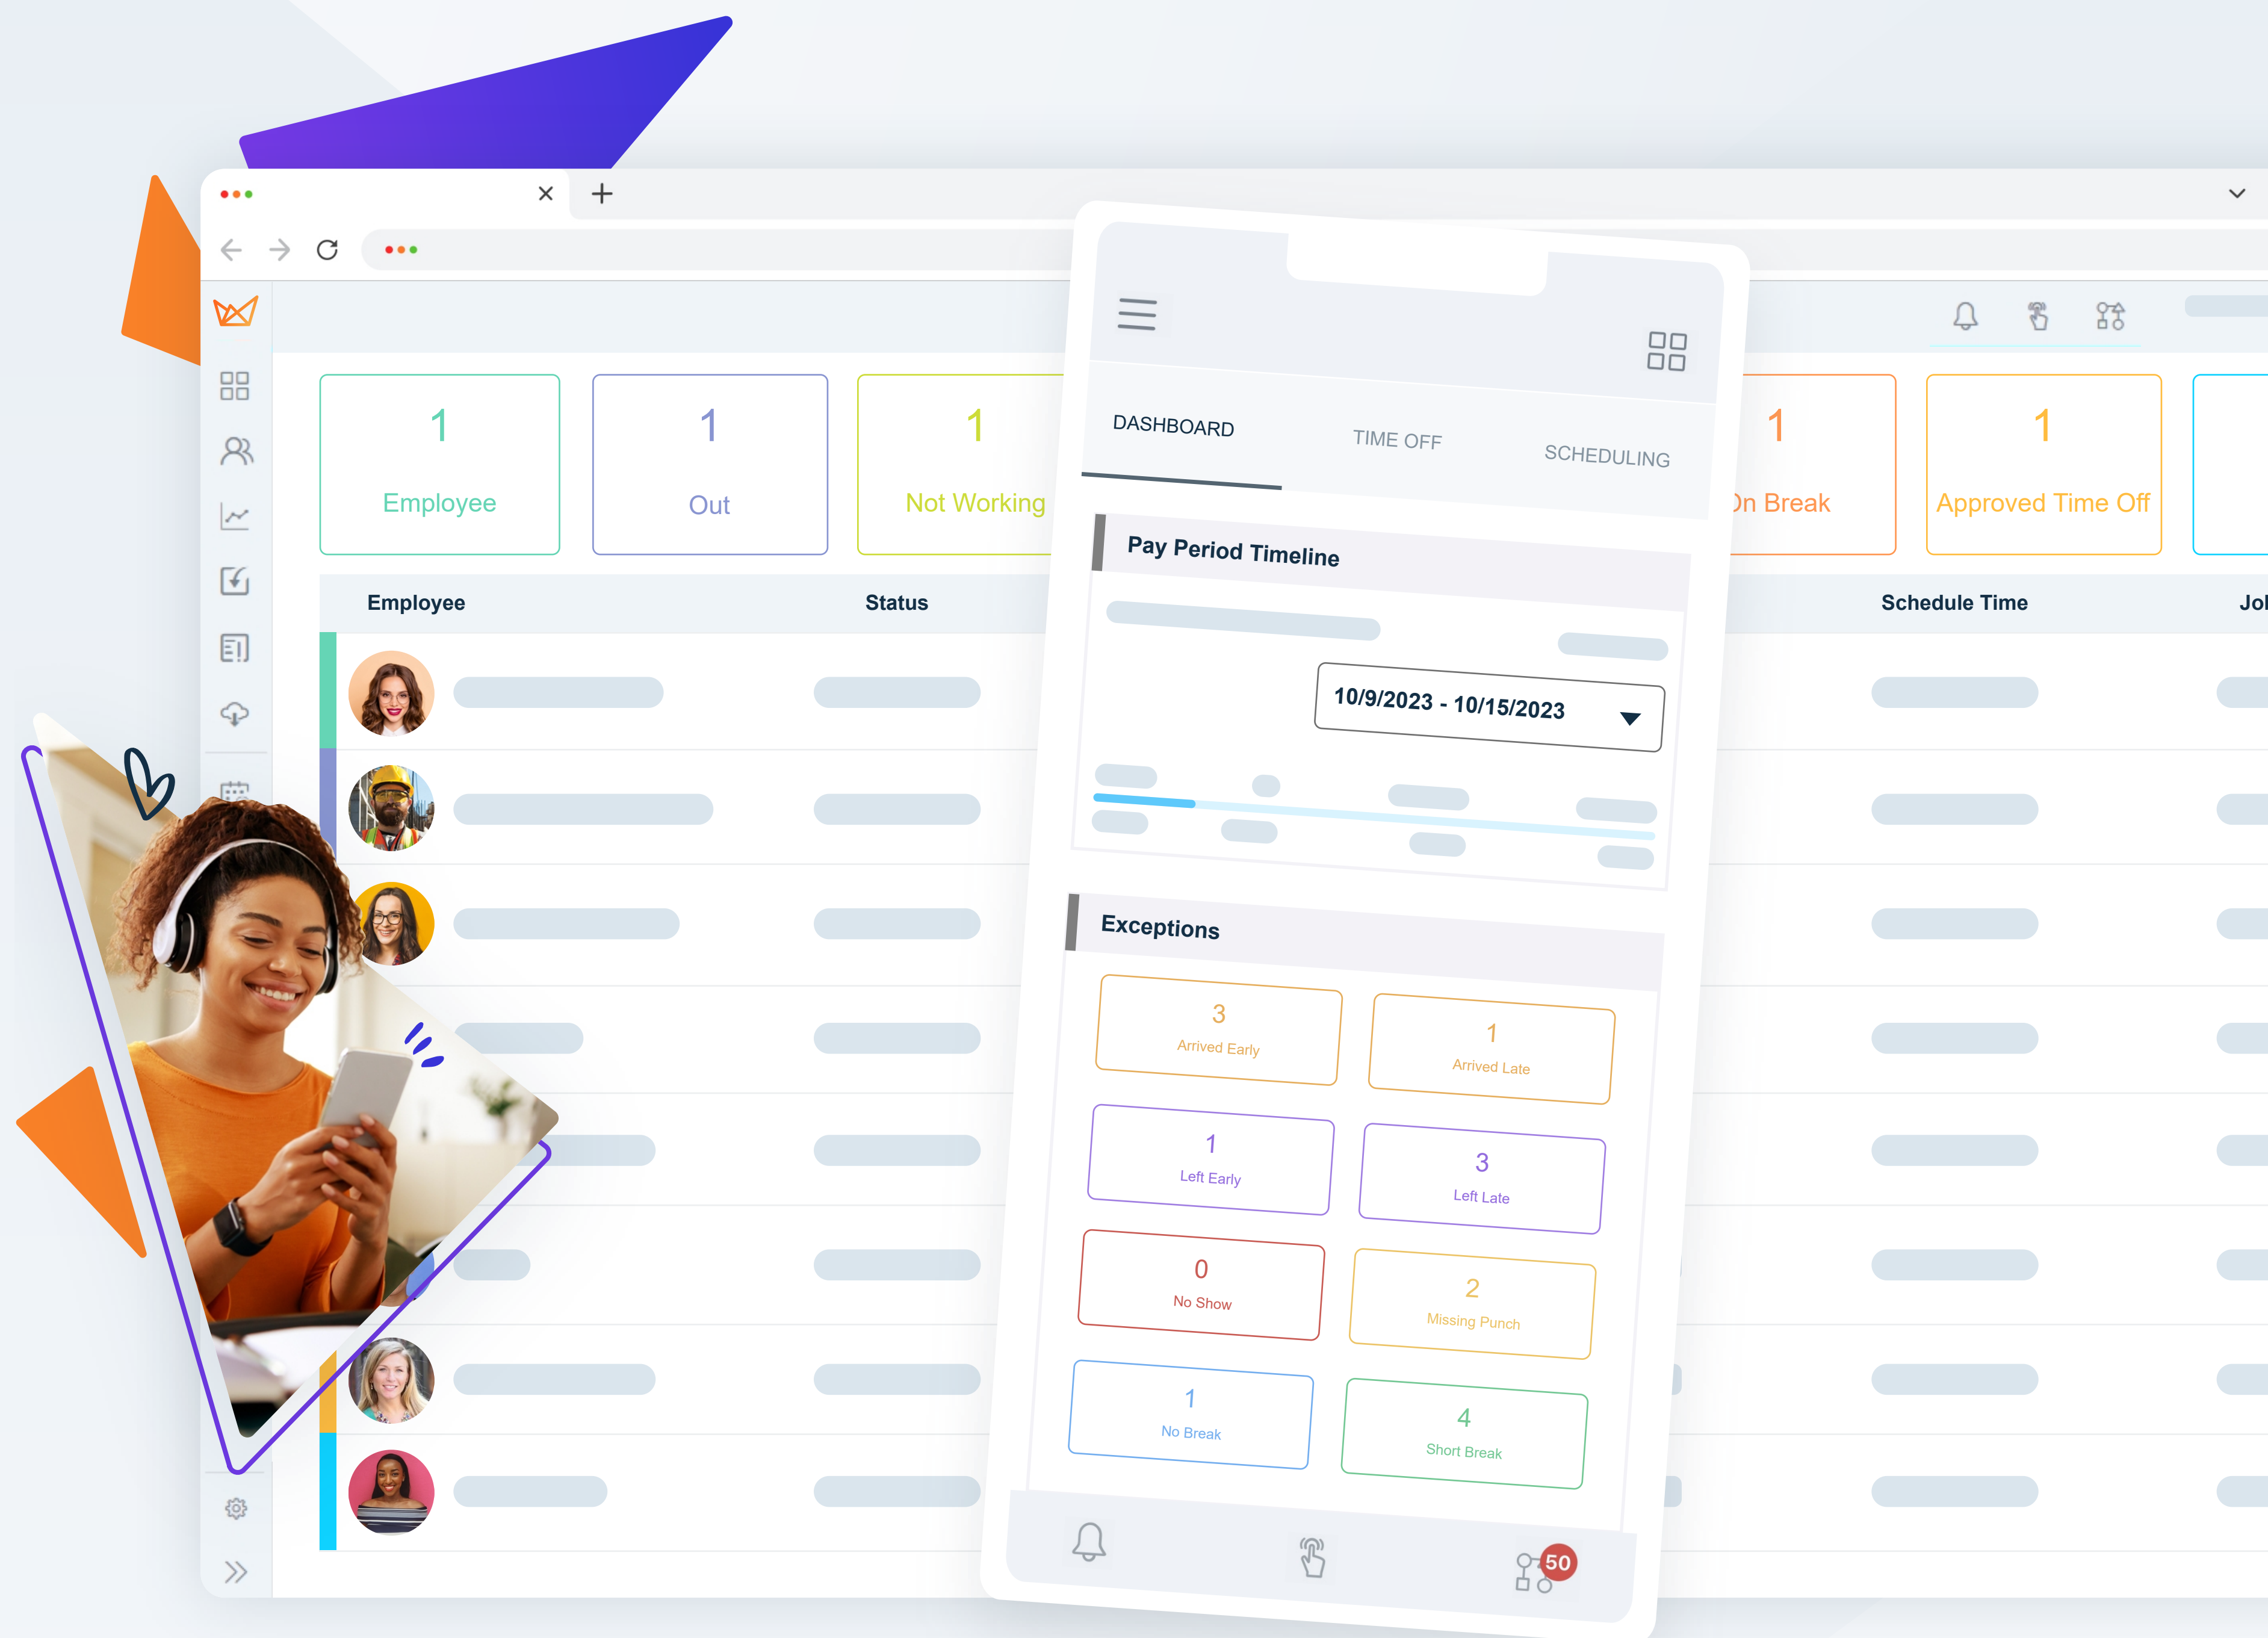 1
Employee
1
Out
1
Not Working
1
On Break
1
Approved Time Off
Employee
Status
Schedule Time
DASHBOARD
TIME OFF
SCHEDULING
Pay Period Timeline
10/9/2023 - 10/15/2023
Exceptions
3
Arrived Early
1
Arrived Late
1
Left Early
3
Left Late
0
No Show
2
Missing Punch
1
No Break
4
Short Break
50